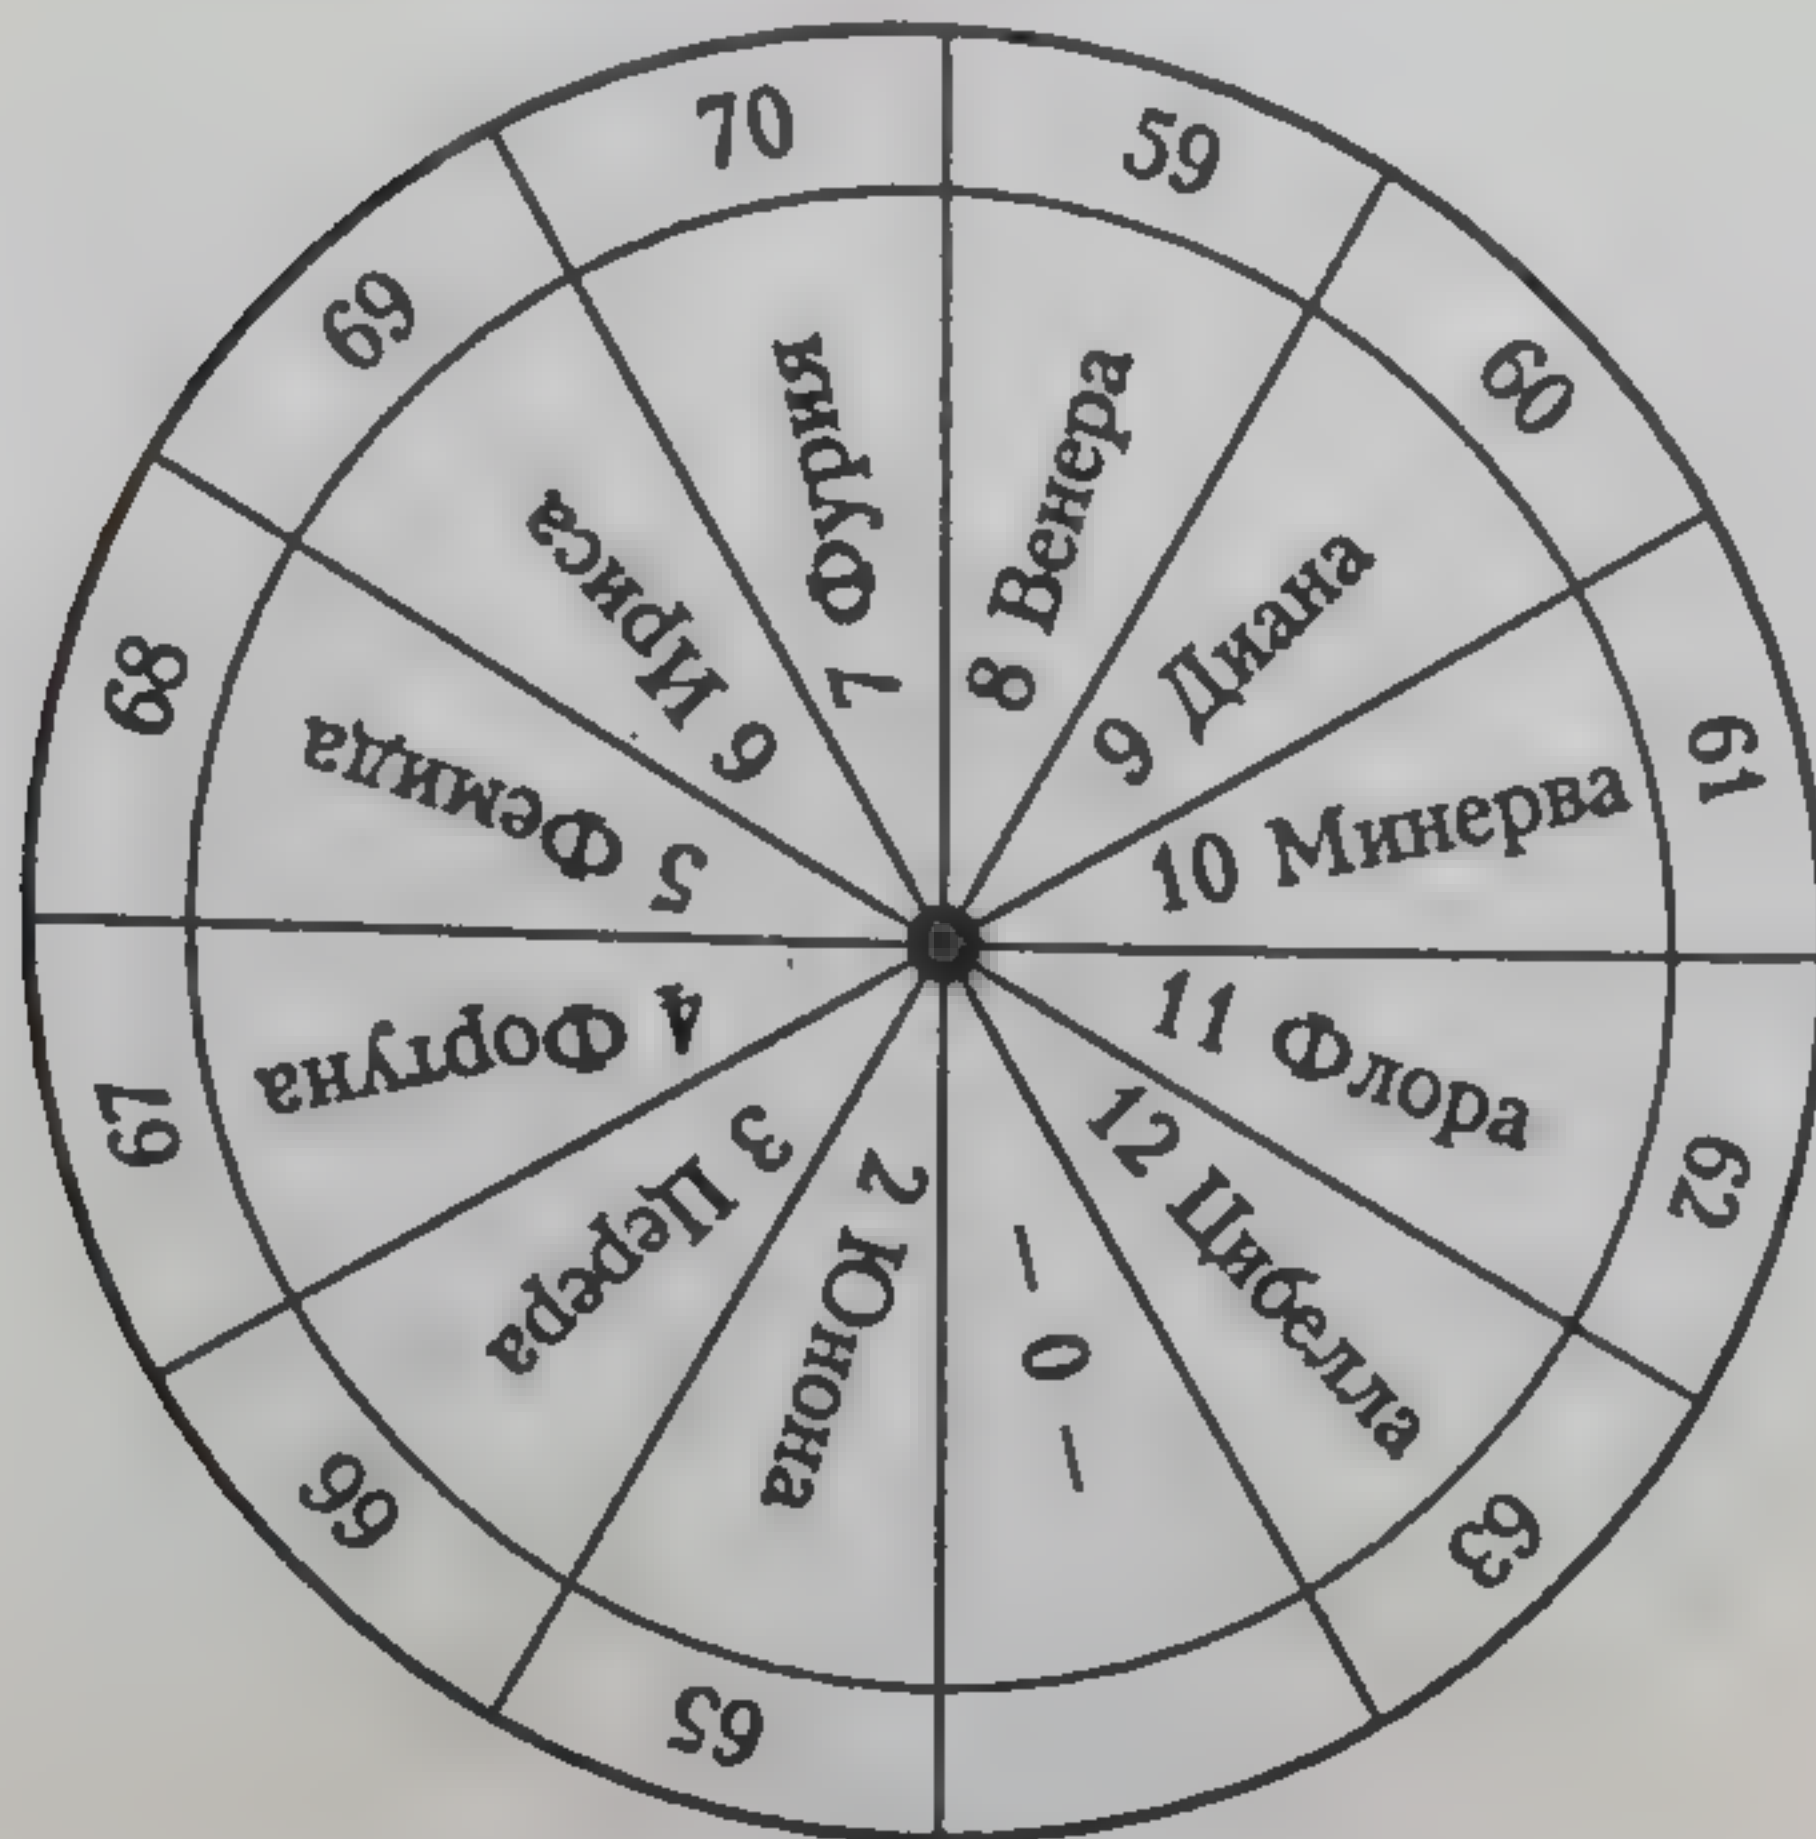 59
8 Венера
60
9 Диана
61
10 Минерва
62
11 Флора
63
12 Цибелла
– 0 –
65
2 Юнона
66
3 Церера
67
4 Фортуна
68
5 Фемида
69
6 Ириса
70
7 Фурия